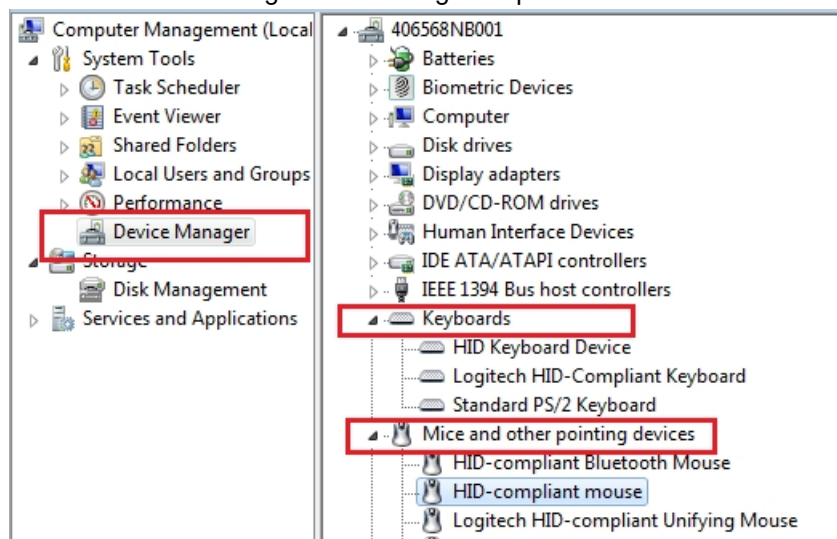 Computer Management (Local
System Tools
Task Scheduler
Event Viewer
Shared Folders
Local Users and Groups
Performance
Device Manager
Storage
Disk Management
Services and Applications
406568NB001
Batteries
Biometric Devices
Computer
Disk drives
Display adapters
DVD/CD-ROM drives
Human Interface Devices
IDE ATA/ATAPI controllers
IEEE 1394 Bus host controllers
Keyboards
HID Keyboard Device
Logitech HID-Compliant Keyboard
Standard PS/2 Keyboard
Mice and other pointing devices
HID-compliant Bluetooth Mouse
HID-compliant mouse
Logitech HID-compliant Unifying Mouse